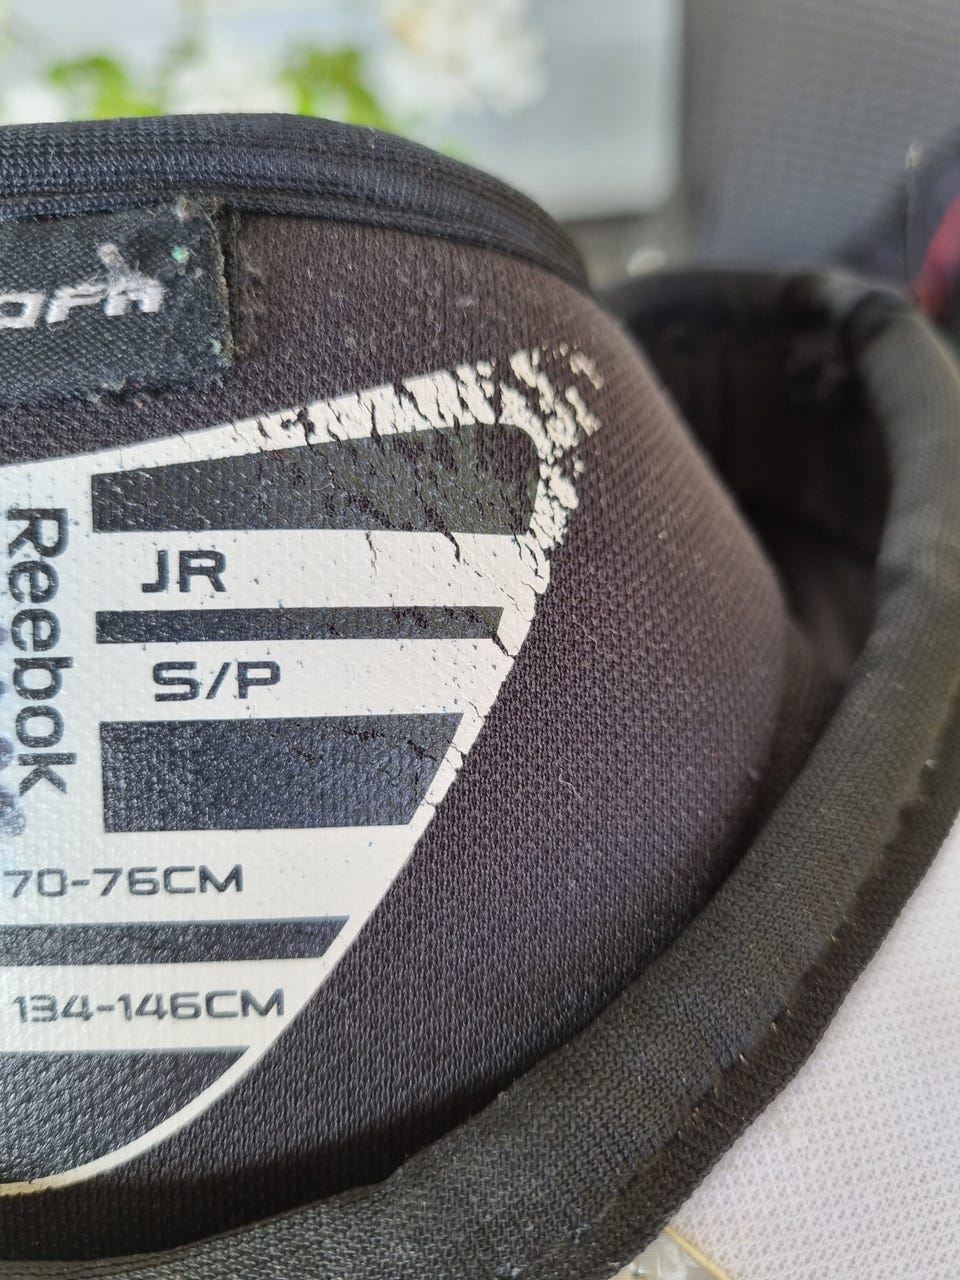 Reebok
JR
S/P
70-76CM
134-146CM